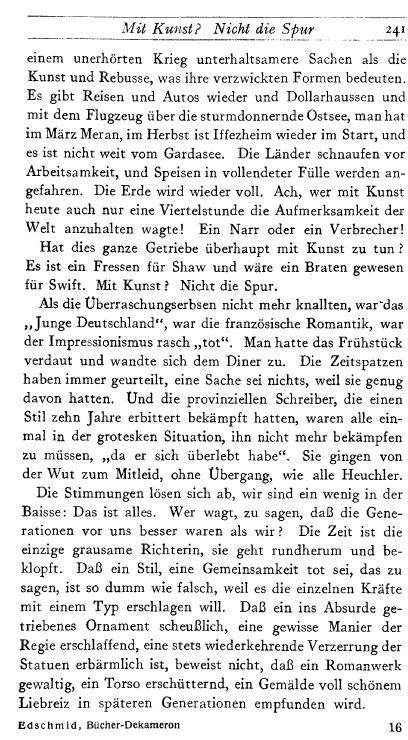 Mit Kunst? Nicht die Spur 241
einem unerhörten Krieg unterhaltsamere Sachen als die
Kunst und Rebusse, was ihre verzwickten Formen bedeuten.
Es gibt Reisen und Autos wieder und Dollarhaussen und
mit dem Flugzeug über die sturmdonnernde Ostsee, man hat
im März Meran, im Herbst ist Iffezheim wieder im Start, und
es ist nicht weit vom Gardasee. Die Länder schnaufen vor
Arbeitsamkeit, und Speisen in vollendeter Fülle werden an-
gefahren. Die Erde wird wieder voll. Ach, wer mit Kunst
heute auch nur eine Viertelstunde die Aufmerksamkeit der
Welt anzuhalten wagte! Ein Narr oder ein Verbrecher!
Hat dies ganze Getriebe überhaupt mit Kunst zu tun?
Es ist ein Fressen für Shaw und wäre ein Braten gewesen
für Swift. Mit Kunst? Nicht die Spur.
Als die Überraschungserbsen nicht mehr knallten, war das
„Junge Deutschland“, war die französische Romantik, war
der Impressionismus rasch „tot“. Man hatte das Frühstück
verdaut und wandte sich dem Diner zu. Die Zeitspatzen
haben immer geurteilt, eine Sache sei nichts, weil sie genug
davon hatten. Und die provinziellen Schreiber, die einen
Stil zehn Jahre erbittert bekämpft hatten, waren alle ein-
mal in der grotesken Situation, ihn nicht mehr bekämpfen
zu müssen, „da er sich überlebt habe“. Sie gingen von
der Wut zum Mitleid, ohne Übergang, wie alle Heuchler.
Die Stimmungen lösen sich ab, wir sind ein wenig in der
Baisse: Das ist alles. Wer wagt, zu sagen, daß die Gene-
rationen vor uns besser waren als wir? Die Zeit ist die
einzige grausame Richterin, sie geht rundherum und be-
klopft. Daß ein Stil, eine Gemeinsamkeit tot sei, das zu
sagen, ist so dumm wie falsch, weil es die einzelnen Kräfte
mit einem Typ erschlagen will. Daß ein ins Absurde ge-
triebenes Ornament scheußlich, eine gewisse Manier der
Regie erschlaffend, eine stets wiederkehrende Verzerrung der
Statuen erbärmlich ist, beweist nicht, daß ein Romanwerk
gewaltig, ein Torso erschütternd, ein Gemälde voll schönem
Liebreiz in späteren Generationen empfunden wird.
Edschmid, Bücher-Dekameron 16